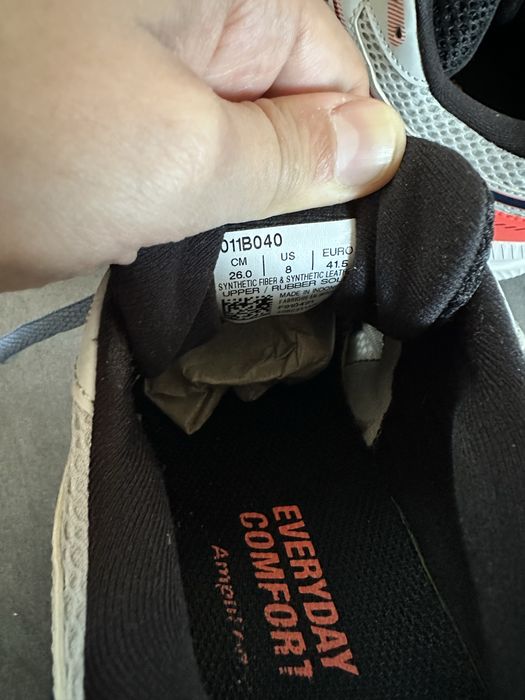 011B040
CM | US | EURO
26.0 | 8 | 41.5
SYNTHETIC FIBER & SYNTHETIC LEATH
UPPER / RUBBER SOL
MADE IN INDON
EVERYDAY
COMFORT